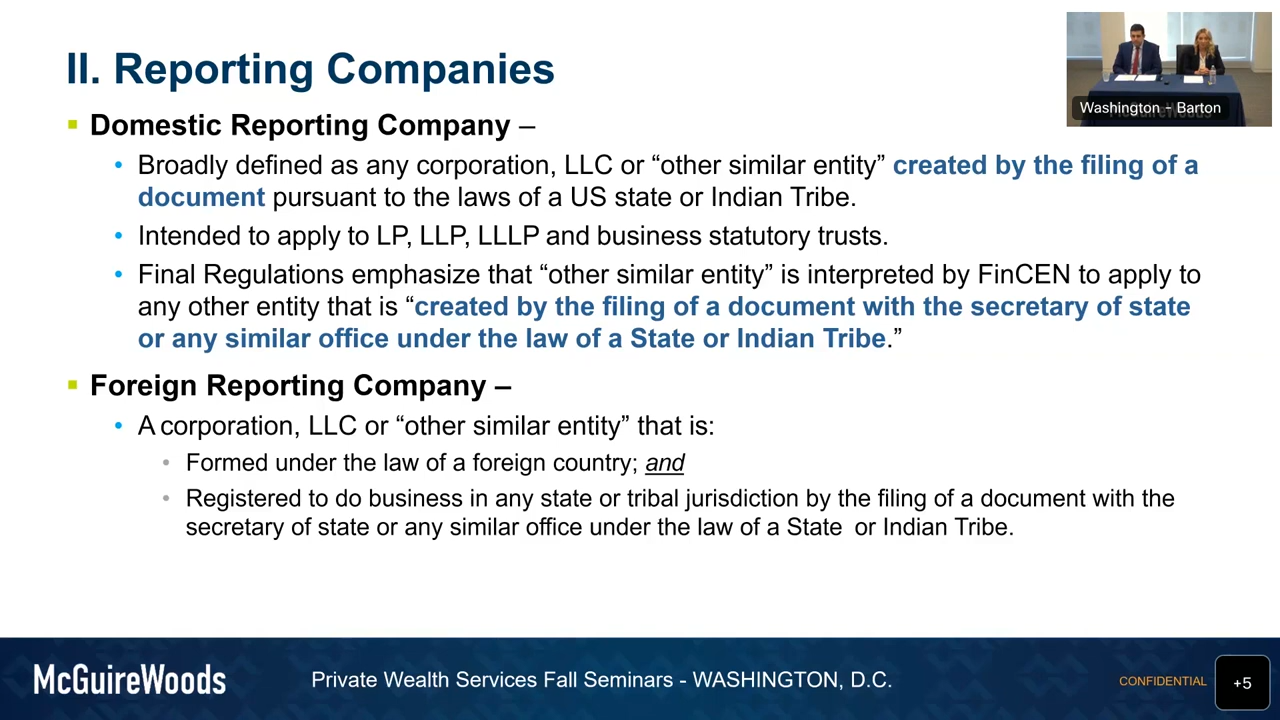 II. Reporting Companies
Washington - Barton
McGuireWoods
▪ Domestic Reporting Company –
• Broadly defined as any corporation, LLC or “other similar entity” created by the filing of a
document pursuant to the laws of a US state or Indian Tribe.
• Intended to apply to LP, LLP, LLLP and business statutory trusts.
• Final Regulations emphasize that “other similar entity” is interpreted by FinCEN to apply to
any other entity that is “created by the filing of a document with the secretary of state
or any similar office under the law of a State or Indian Tribe.”
▪ Foreign Reporting Company –
• A corporation, LLC or “other similar entity” that is:
• Formed under the law of a foreign country; and
• Registered to do business in any state or tribal jurisdiction by the filing of a document with the
secretary of state or any similar office under the law of a State or Indian Tribe.
McGuireWoods
Private Wealth Services Fall Seminars - WASHINGTON, D.C.
CONFIDENTIAL
+5